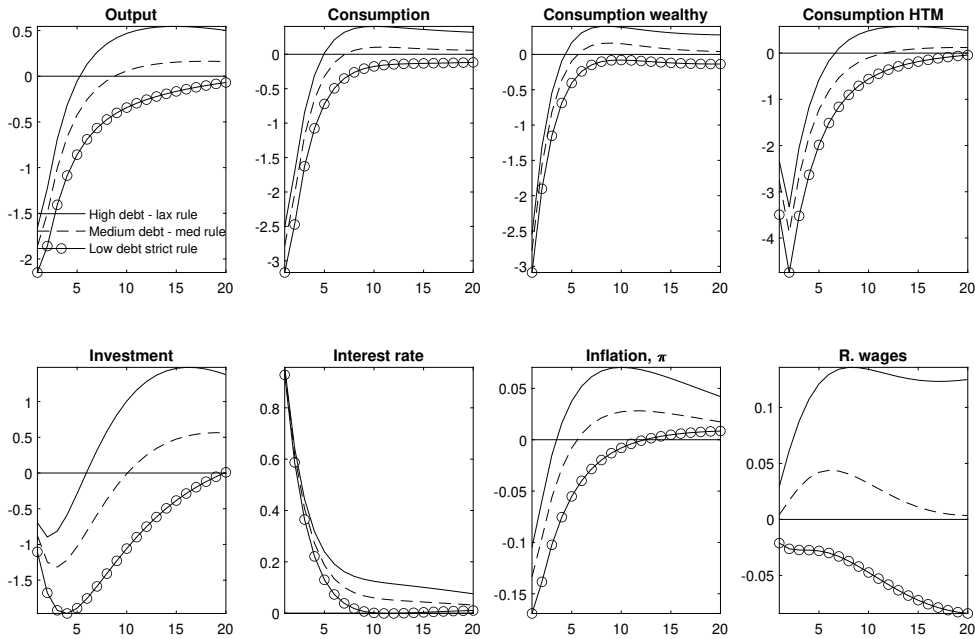 Output
0.5
0
-0.5
-1
-1.5
-2
High debt - lax rule
Medium debt - med rule
Low debt strict rule
5 10 15 20
Consumption
0
-0.5
-1
-1.5
-2
-2.5
-3
5 10 15 20
Consumption wealthy
0
-0.5
-1
-1.5
-2
-2.5
-3
5 10 15 20
Consumption HTM
0
-1
-2
-3
-4
5 10 15 20
Investment
1
0.5
0
-0.5
-1
-1.5
5 10 15 20
Interest rate
0.8
0.6
0.4
0.2
0
5 10 15 20
Inflation, π
0.05
0
-0.05
-0.1
-0.15
5 10 15 20
R. wages
0.1
0.05
0
-0.05
5 10 15 20